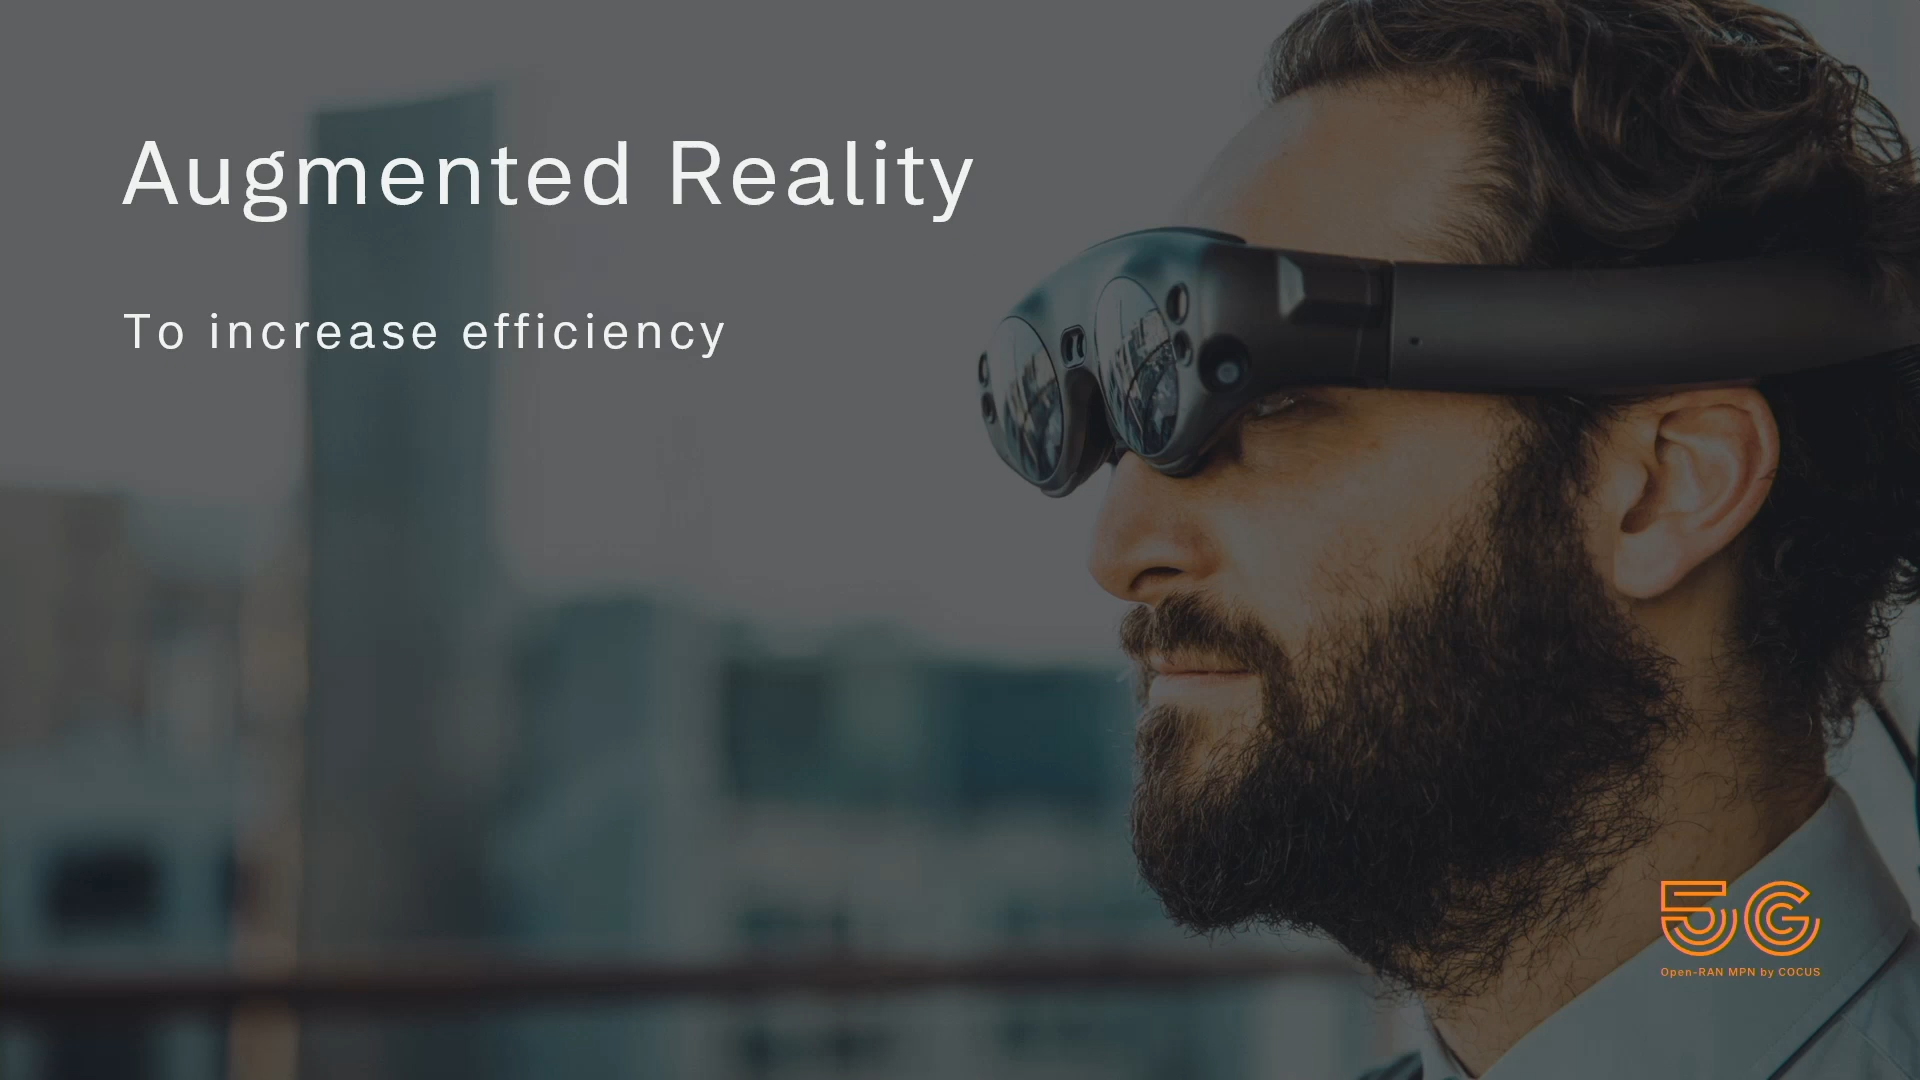 Augmented Reality
To increase efficiency
5G
Open-RAN MPN by COCUS